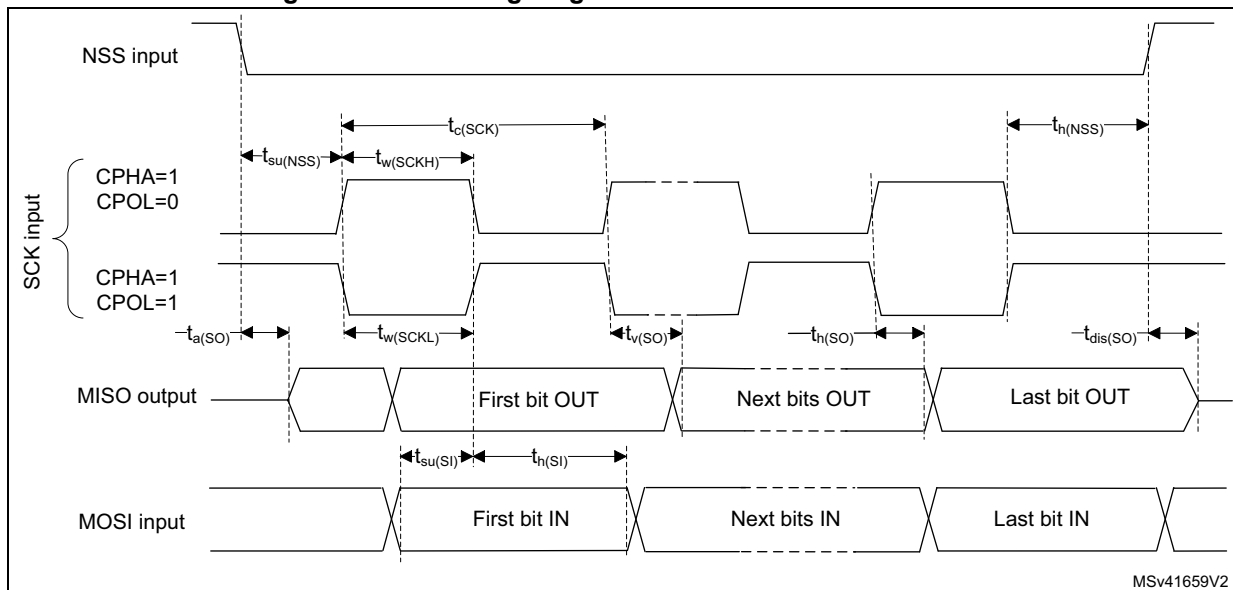 NSS input
tc(SCK)
th(NSS)
tsu(NSS)
tw(SCKH)
SCK input
CPHA=1
CPOL=0
CPHA=1
CPOL=1
ta(SO)
tw(SCKL)
tv(SO)
th(SO)
tdis(SO)
MISO output
First bit OUT
Next bits OUT
Last bit OUT
tsu(SI)
th(SI)
MOSI input
First bit IN
Next bits IN
Last bit IN
MSv41659V2